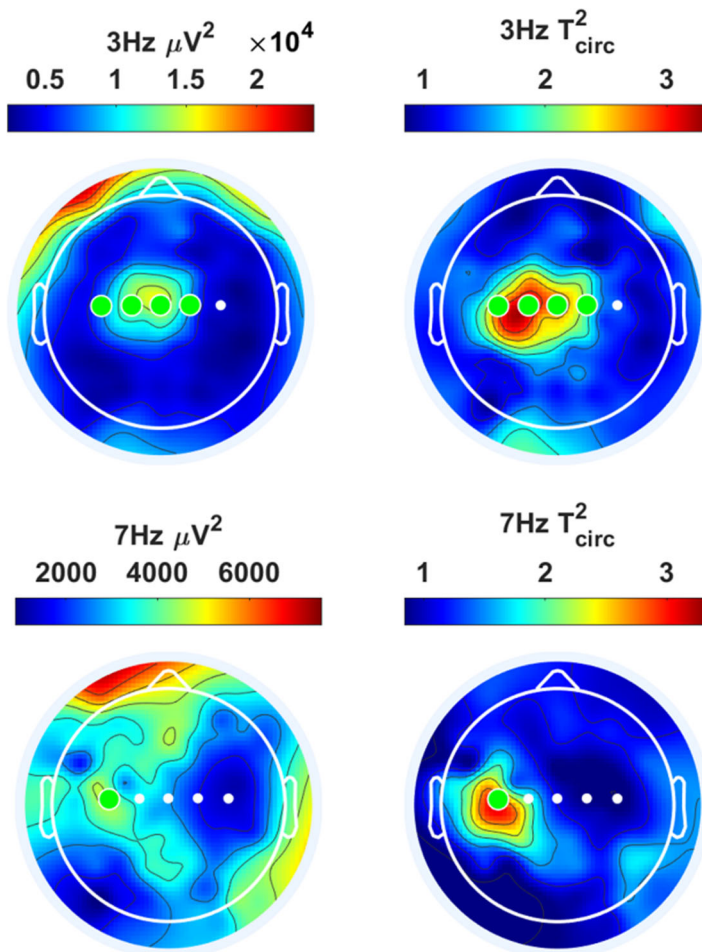 3Hz μV² ×10⁴
0.5 1 1.5 2
3Hz T²circ
1 2 3
7Hz μV²
2000 4000 6000
7Hz T²circ
1 2 3